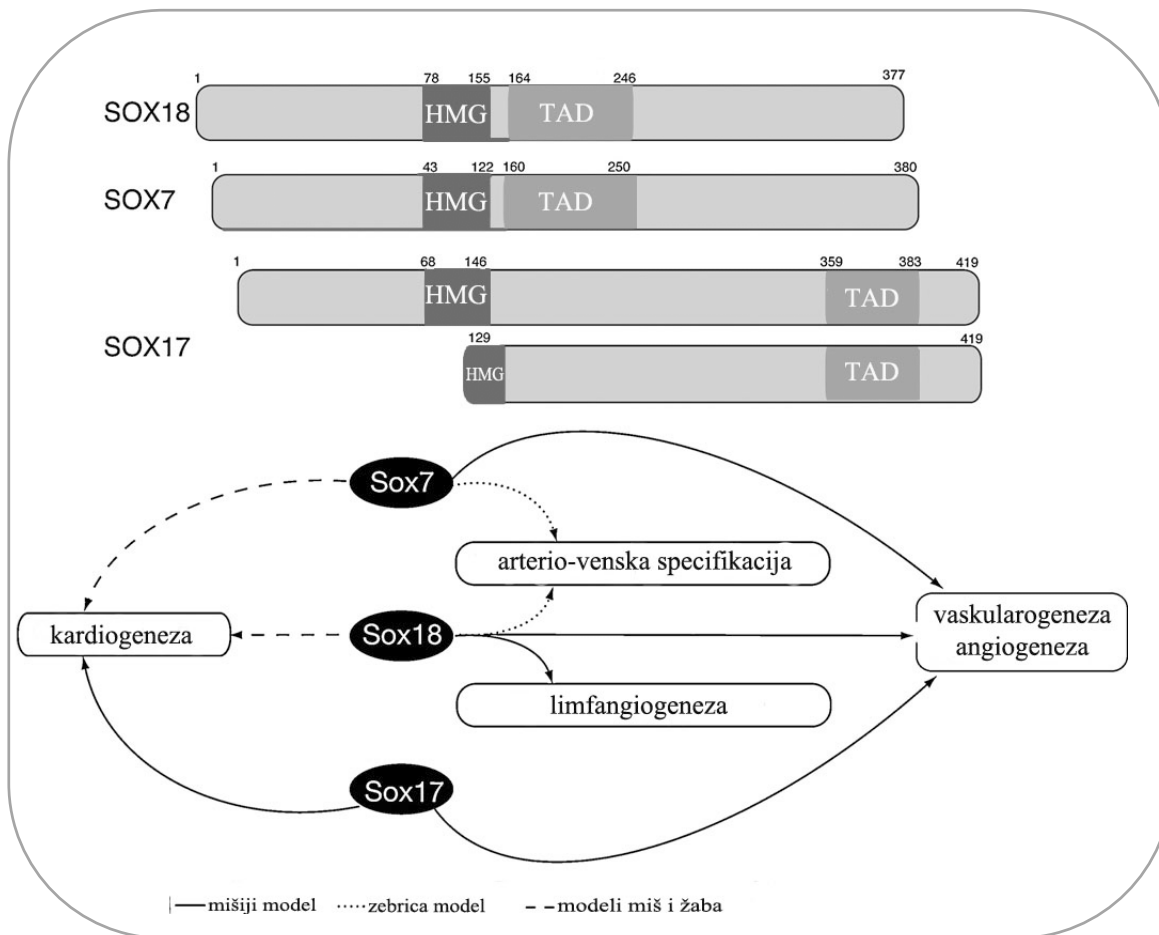 1 78 155 164 246 377
SOX18 HMG TAD
1 43 122 160 250 380
SOX7 HMG TAD
1 68 146 359 383 419
HMG TAD
SOX17
129 419
HMG TAD
Sox7
arterio-venska specifikacija
vaskularogeneza
angiogeneza
kardiogeneza
Sox18
limfangiogeneza
Sox17
mišiji model zebrica model modeli miš i žaba